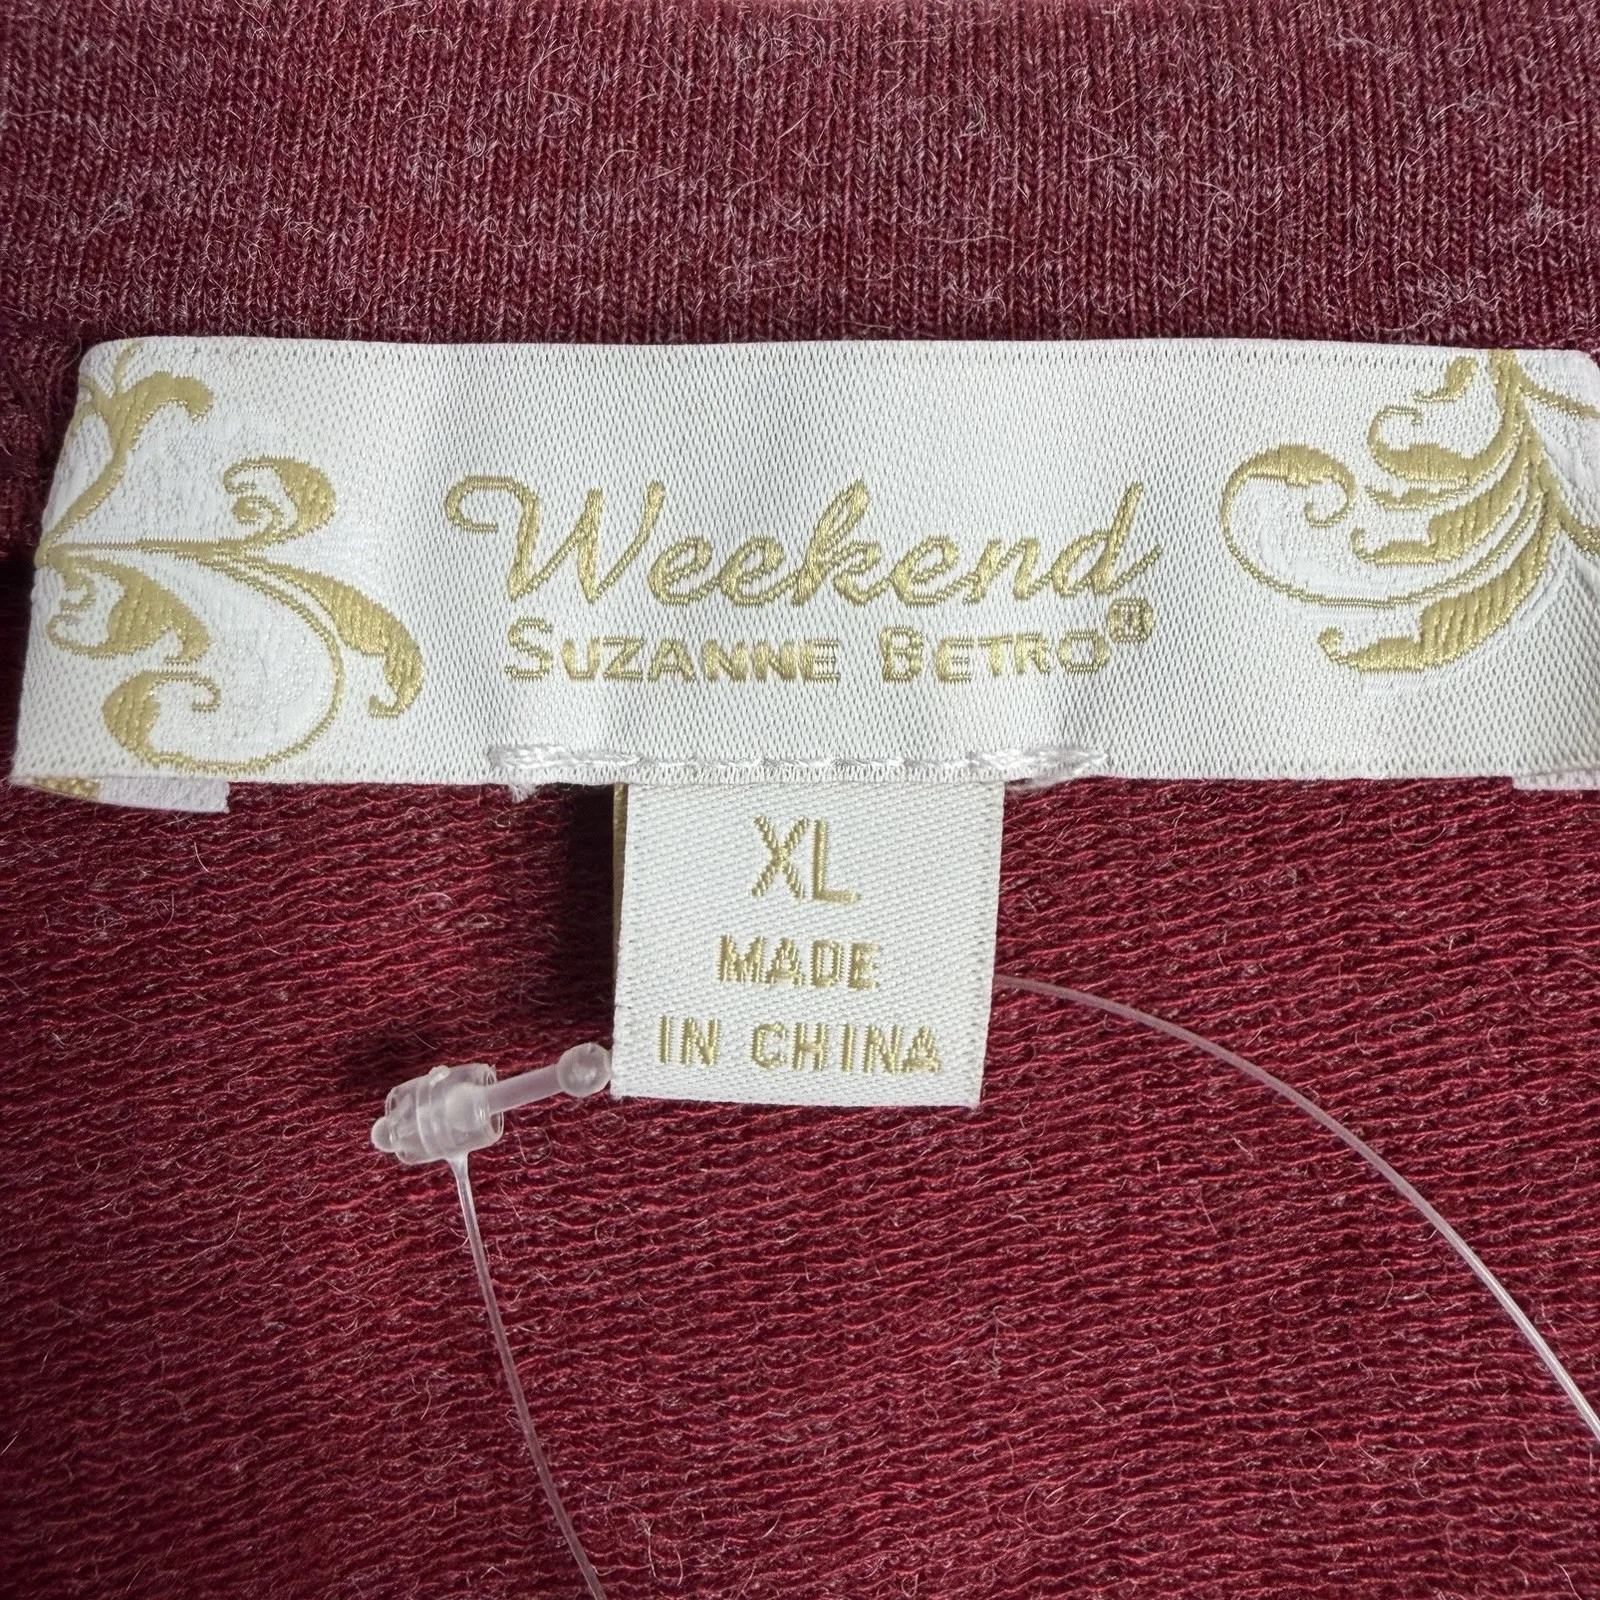 Weekend
SUZANNE BETRO®
XL
MADE
IN CHINA